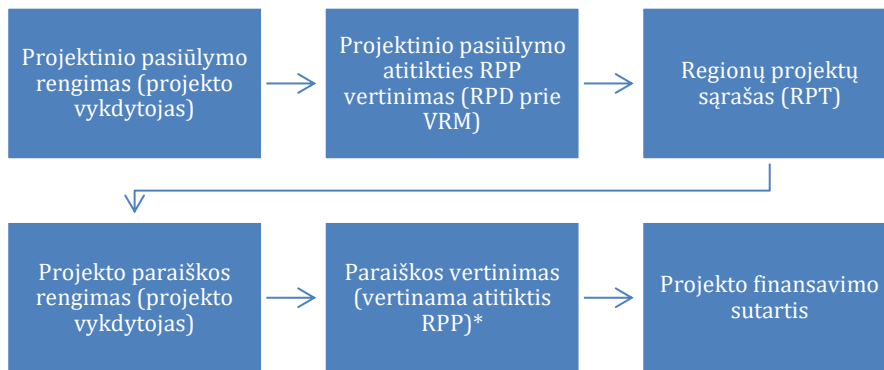 Projektinio pasiūlymo
rengimas (projekto
vykdytojas)
Projektinio pasiūlymo
atitikties RPP
vertinimas (RPD prie
VRM)
Regionų projektų
sąrašas (RPT)
Projekto paraiškos
rengimas (projekto
vykdytojas)
Paraiškos vertinimas
(vertinama atitiktis
RPP)*
Projekto finansavimo
sutartis